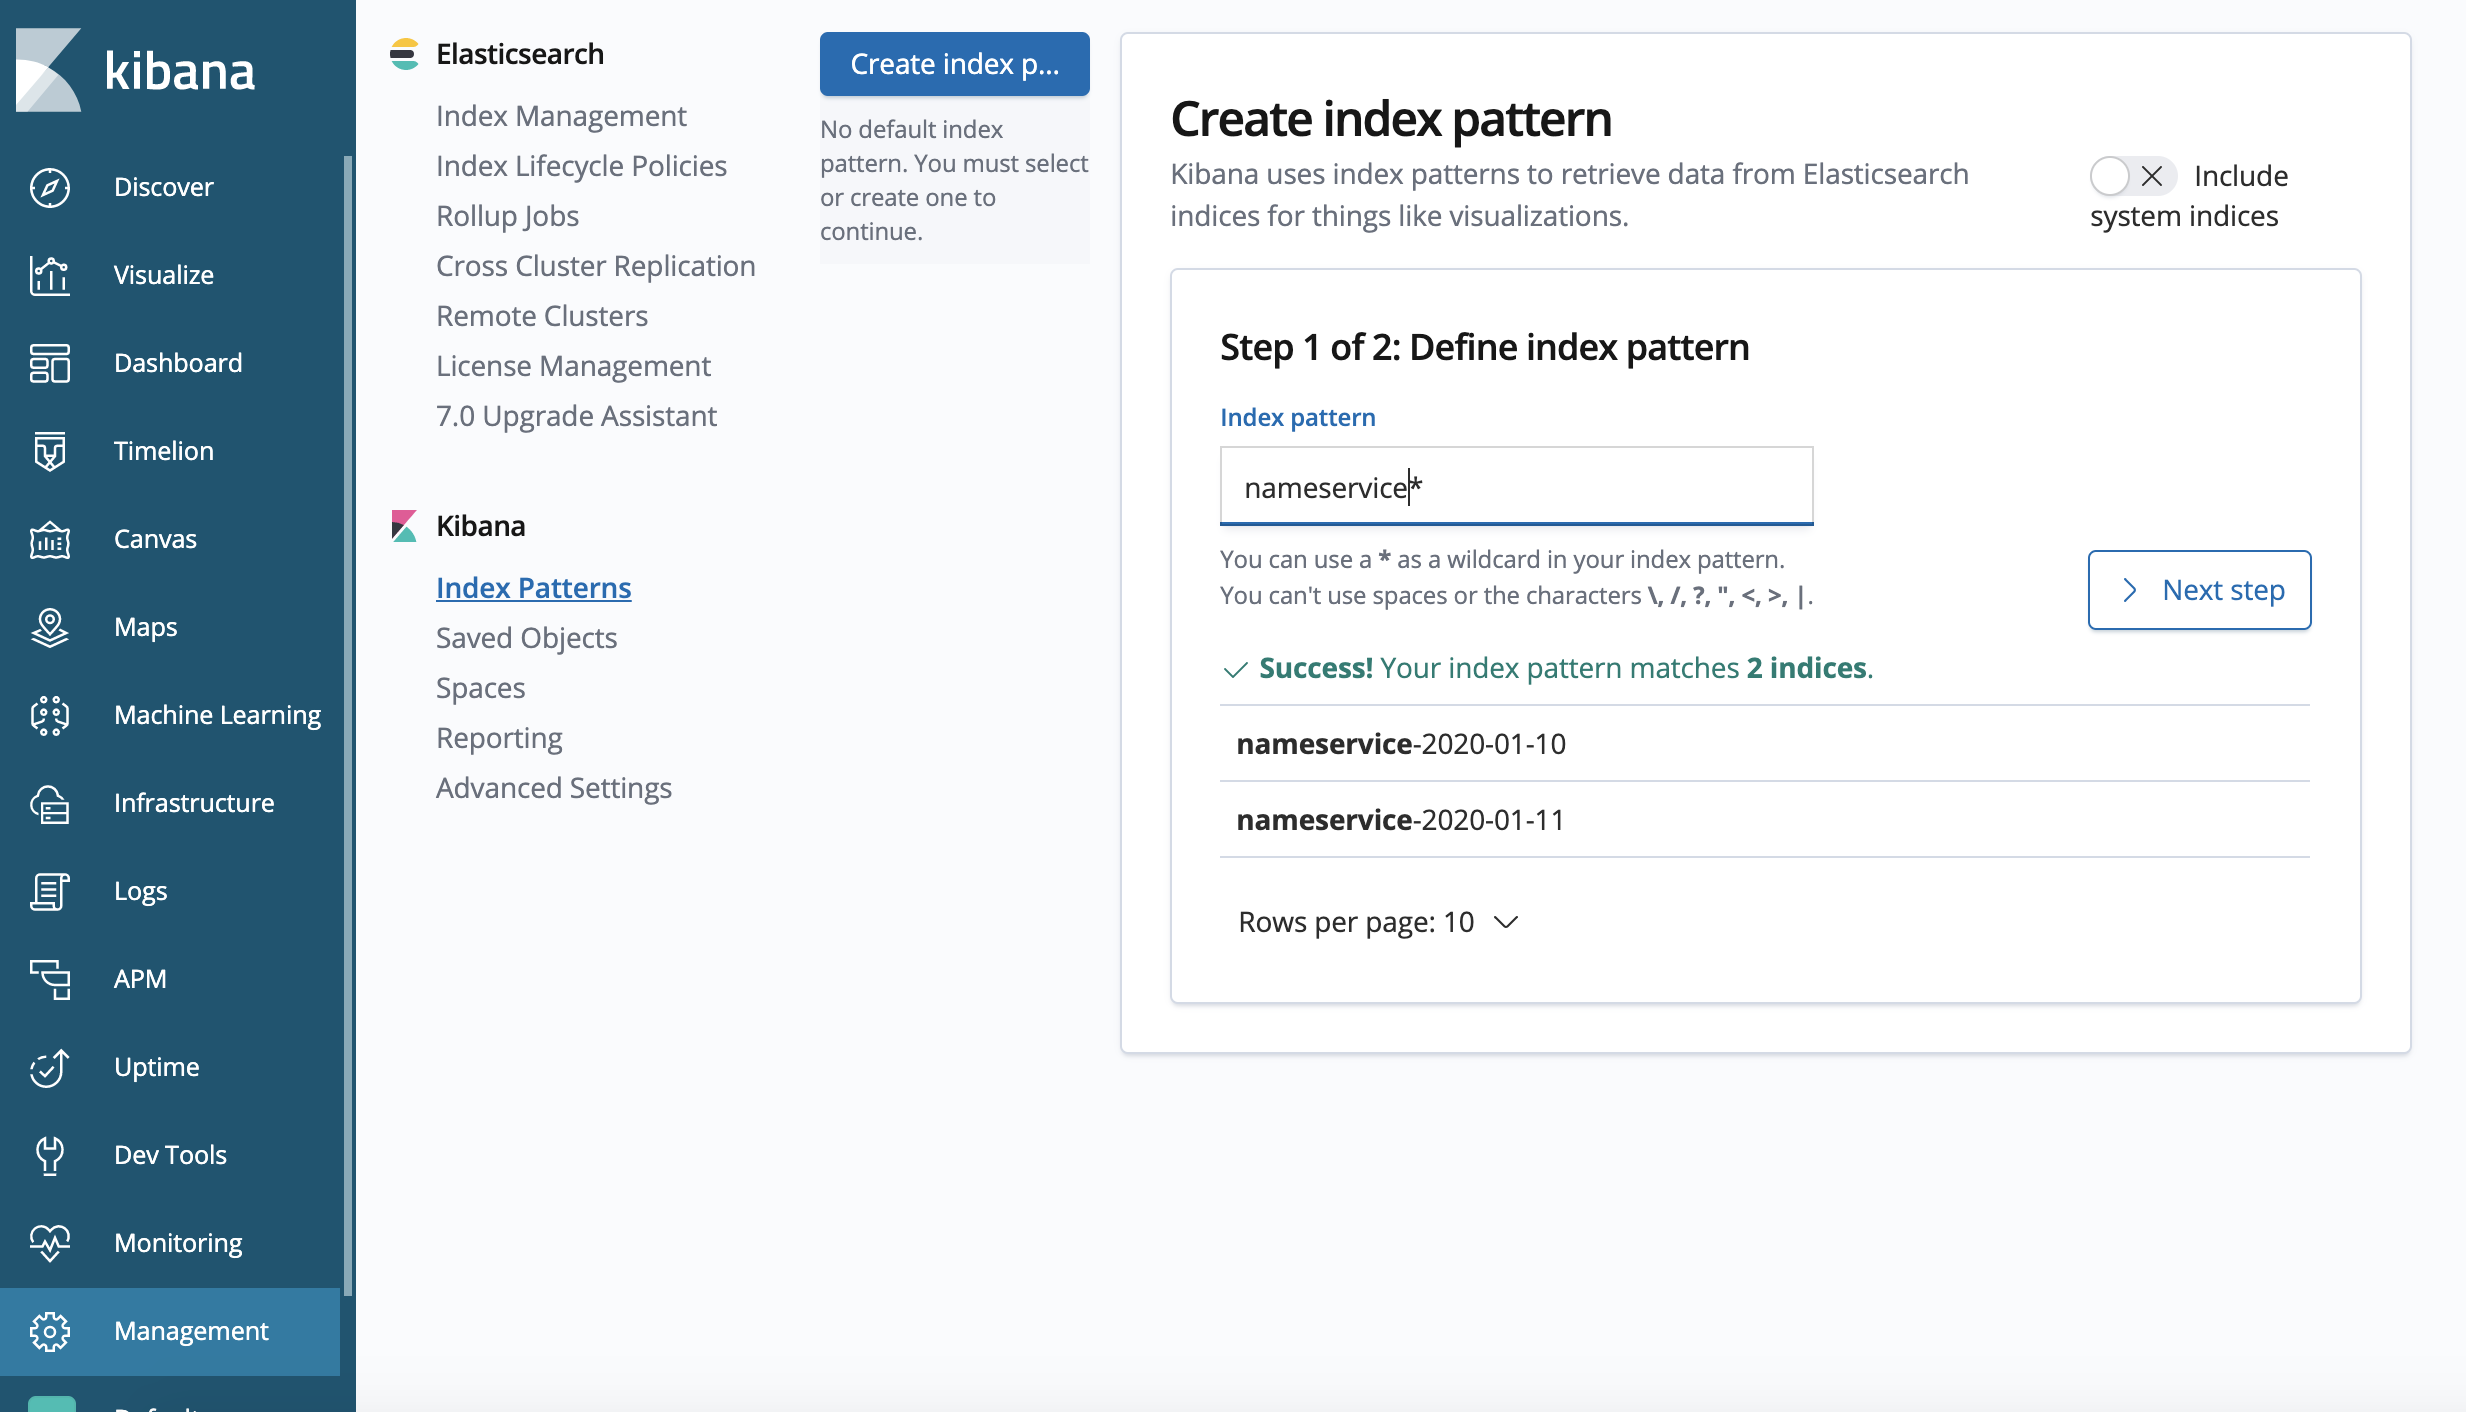 kibana
Discover
Visualize
Dashboard
Timelion
Canvas
Maps
Machine Learning
Infrastructure
Logs
APM
Uptime
Dev Tools
Monitoring
Management
Elasticsearch
Index Management
Index Lifecycle Policies
Rollup Jobs
Cross Cluster Replication
Remote Clusters
License Management
7.0 Upgrade Assistant
Kibana
Index Patterns
Saved Objects
Spaces
Reporting
Advanced Settings
Create index p...
No default index
pattern. You must select
or create one to
continue.
Create index pattern
Kibana uses index patterns to retrieve data from Elasticsearch
indices for things like visualizations.
Include
system indices
Step 1 of 2: Define index pattern
Index pattern
nameservice*
You can use a * as a wildcard in your index pattern.
You can't use spaces or the characters \, /, ?, ", <, >, |.
Next step
Success! Your index pattern matches 2 indices.
nameservice-2020-01-10
nameservice-2020-01-11
Rows per page: 10